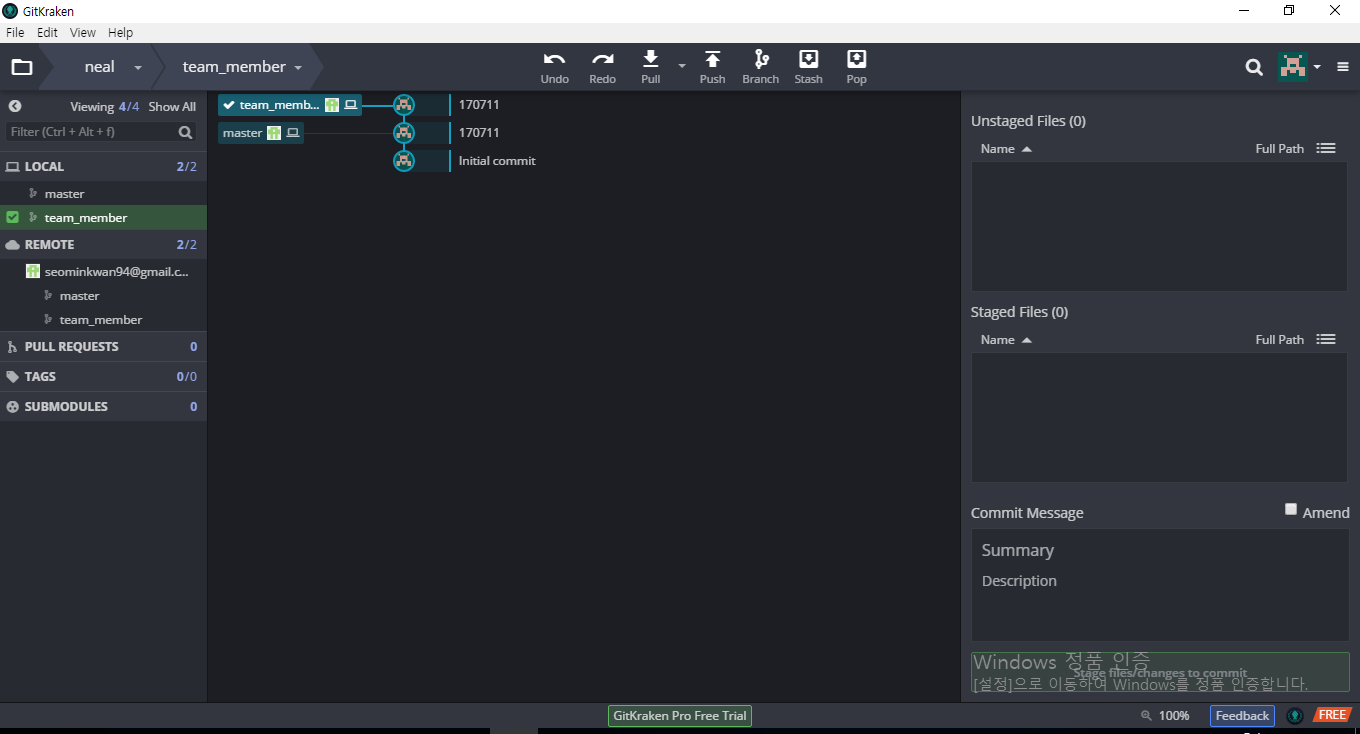 GitKraken
File Edit View Help
neal
team_member
Undo
Redo
Pull
Push
Branch
Stash
Pop
Viewing 4/4 Show All
Filter (Ctrl + Alt + f)
LOCAL 2/2
master
team_member
REMOTE 2/2
seominkwan94@gmail.c...
master
team_member
PULL REQUESTS 0
TAGS 0/0
SUBMODULES 0
team_memb... 170711
master 170711
Initial commit
Unstaged Files (0)
Name Full Path
Staged Files (0)
Name Full Path
Commit Message Amend
Summary
Description
Windows 정품 인증
Stage files/changes to commit
[설정]으로 이동하여 Windows를 정품 인증합니다.
GitKraken Pro Free Trial
100%
Feedback
FREE